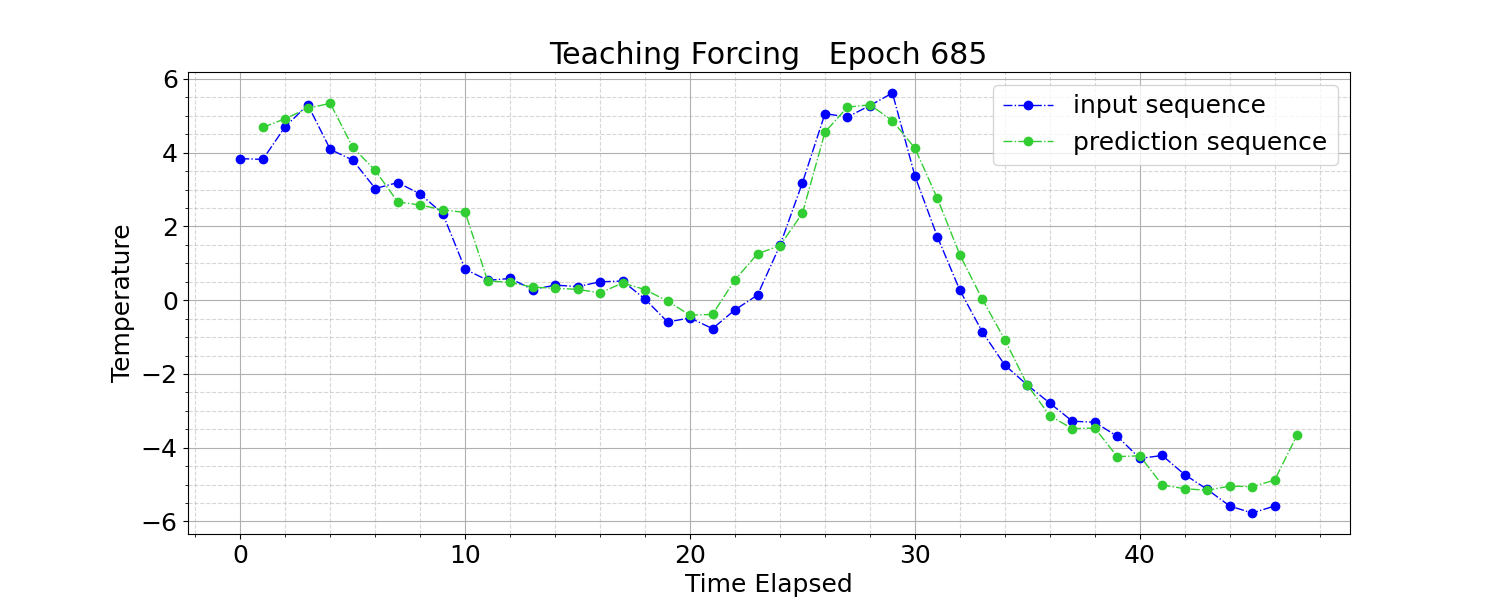 Teaching Forcing   Epoch 685
input sequence
prediction sequence
Temperature
6
4
2
0
−2
−4
−6
0 10 20 30 40
Time Elapsed